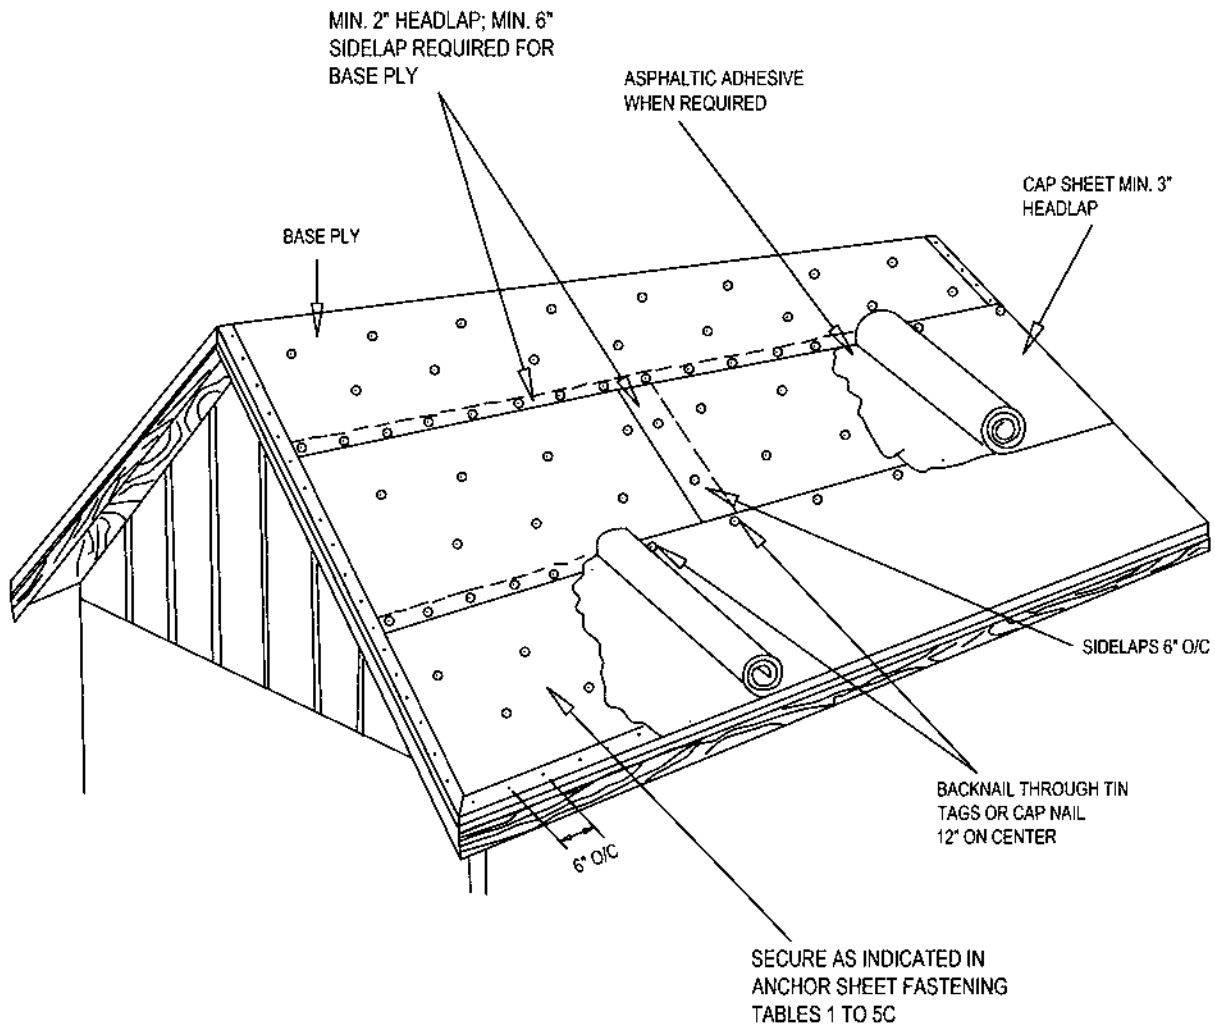 MIN. 2" HEADLAP; MIN. 6"
SIDELAP REQUIRED FOR
BASE PLY
ASPHALTIC ADHESIVE
WHEN REQUIRED
CAP SHEET MIN. 3"
HEADLAP
BASE PLY
SIDELAPS 6" O/C
BACKNAIL THROUGH TIN
TAGS OR CAP NAIL
12" ON CENTER
6" O/C
SECURE AS INDICATED IN
ANCHOR SHEET FASTENING
TABLES 1 TO 5C